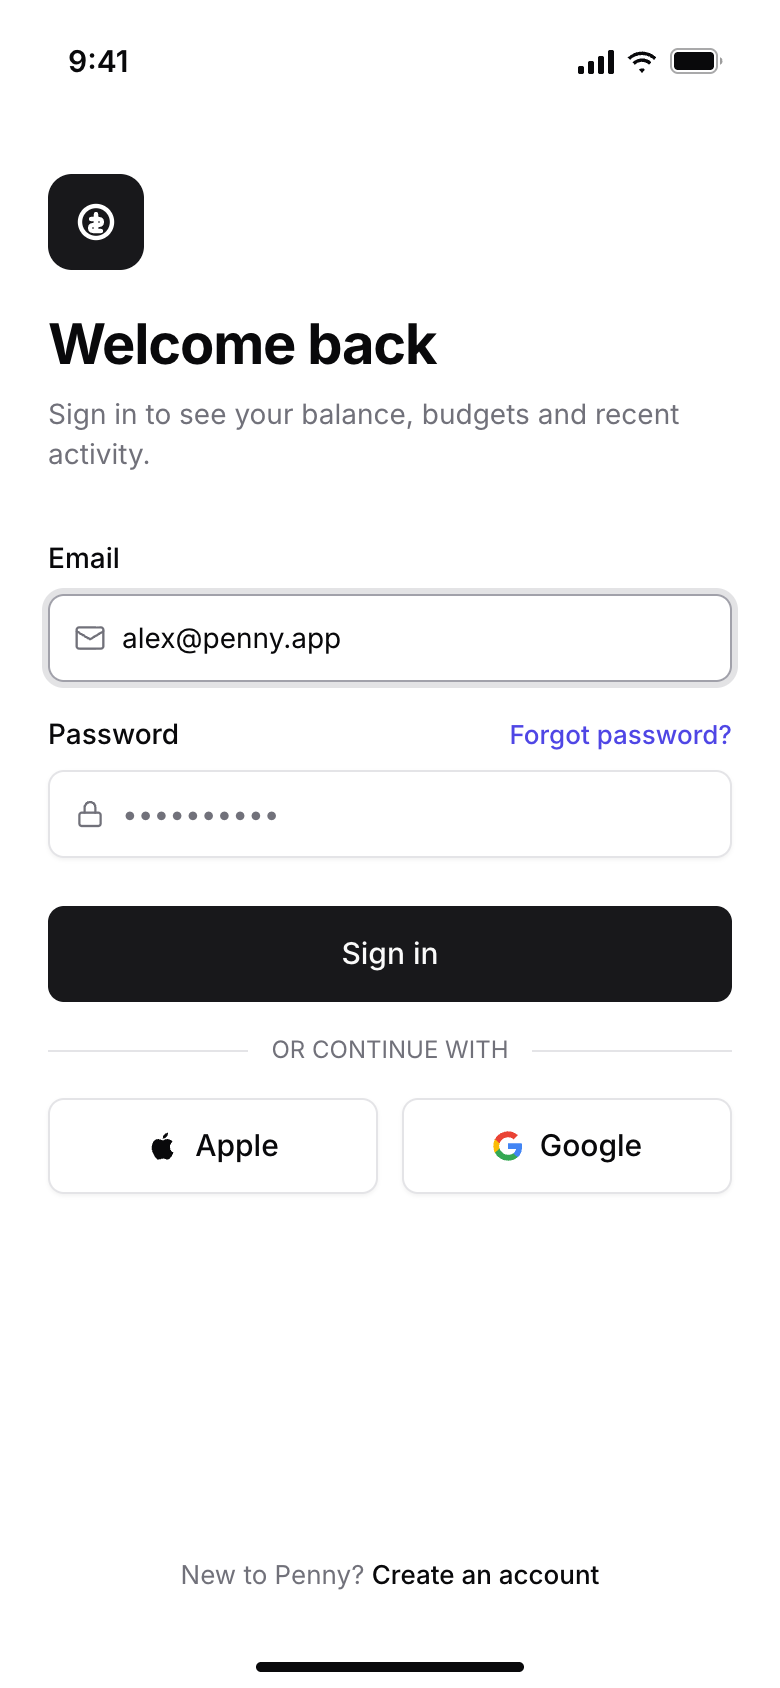 9:41
Welcome back
Sign in to see your balance, budgets and recent
activity.
Email
alex@penny.app
Password
Forgot password?
••••••••••
Sign in
OR CONTINUE WITH
Apple
Google
New to Penny? Create an account